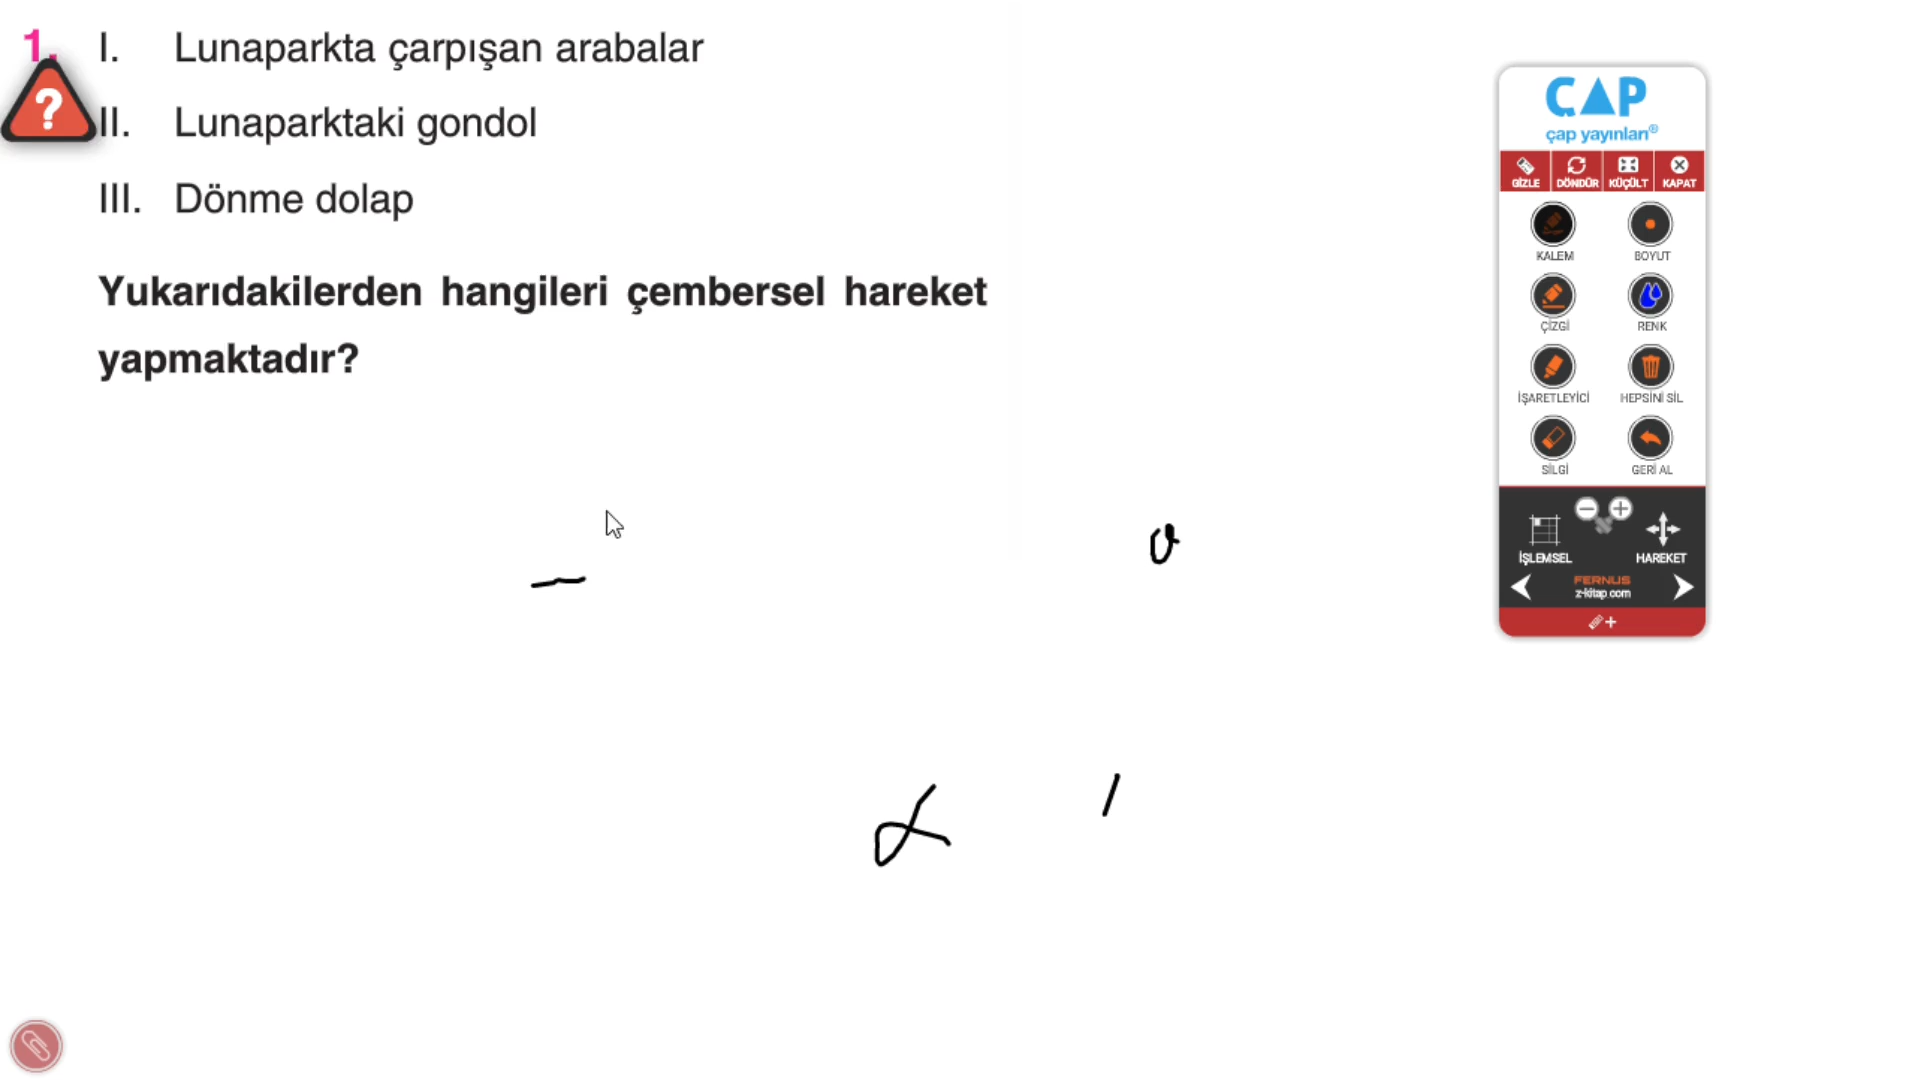 1. I. Lunaparkta çarpışan arabalar
II. Lunaparktaki gondol
III. Dönme dolap
Yukarıdakilerden hangileri çembersel hareket
yapmaktadır?
ÇAP
çap yayınları®
GİZLE DÖNDÜR KÜÇÜLT KAPAT
KALEM BOYUT
ÇİZGİ RENK
İŞARETLEYİCİ HEPSİNİ SİL
SİLGİ GERİ AL
İŞLEMSEL HAREKET
FERNUS
z-kitap.com